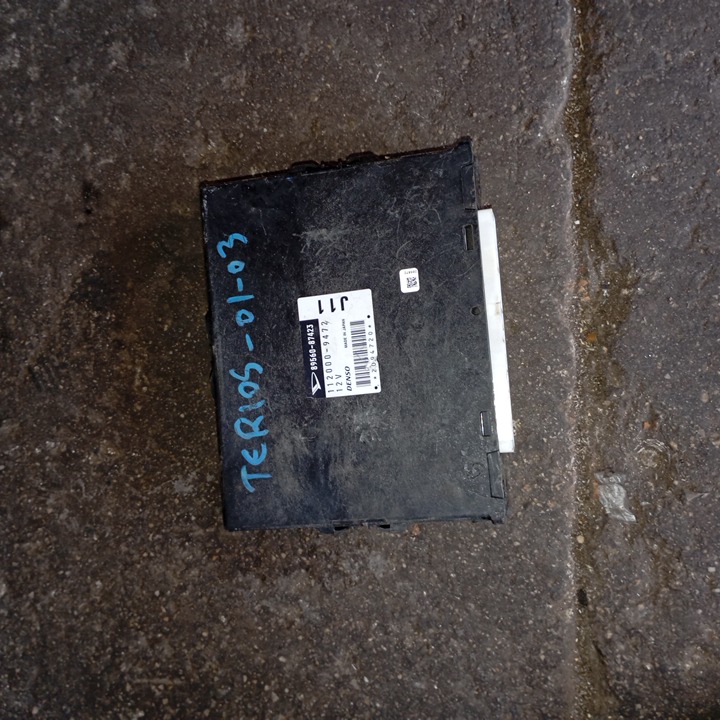 TERIOS-01-03
J11
89560-87423
112000-9472
12V
MADE IN JAPAN
DENSO